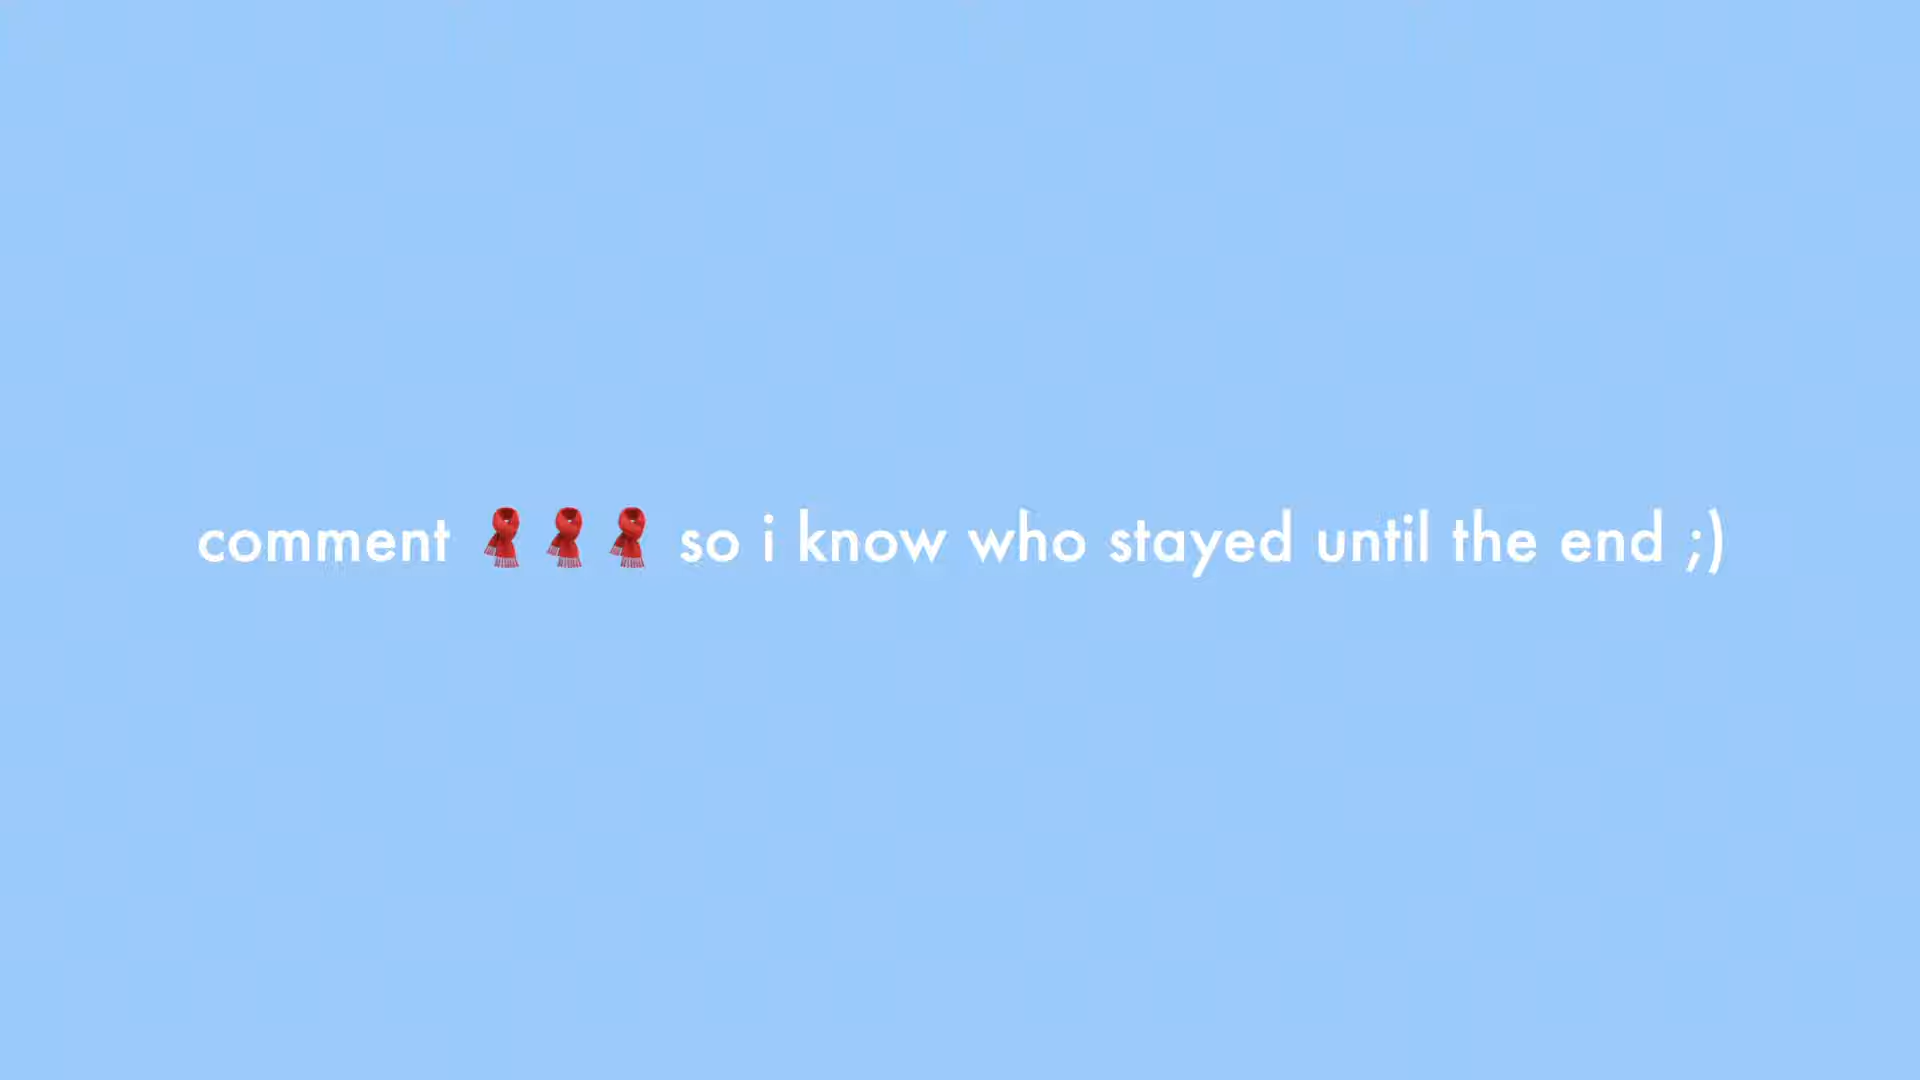 comment 🧣🧣🧣 so i know who stayed until the end ;)